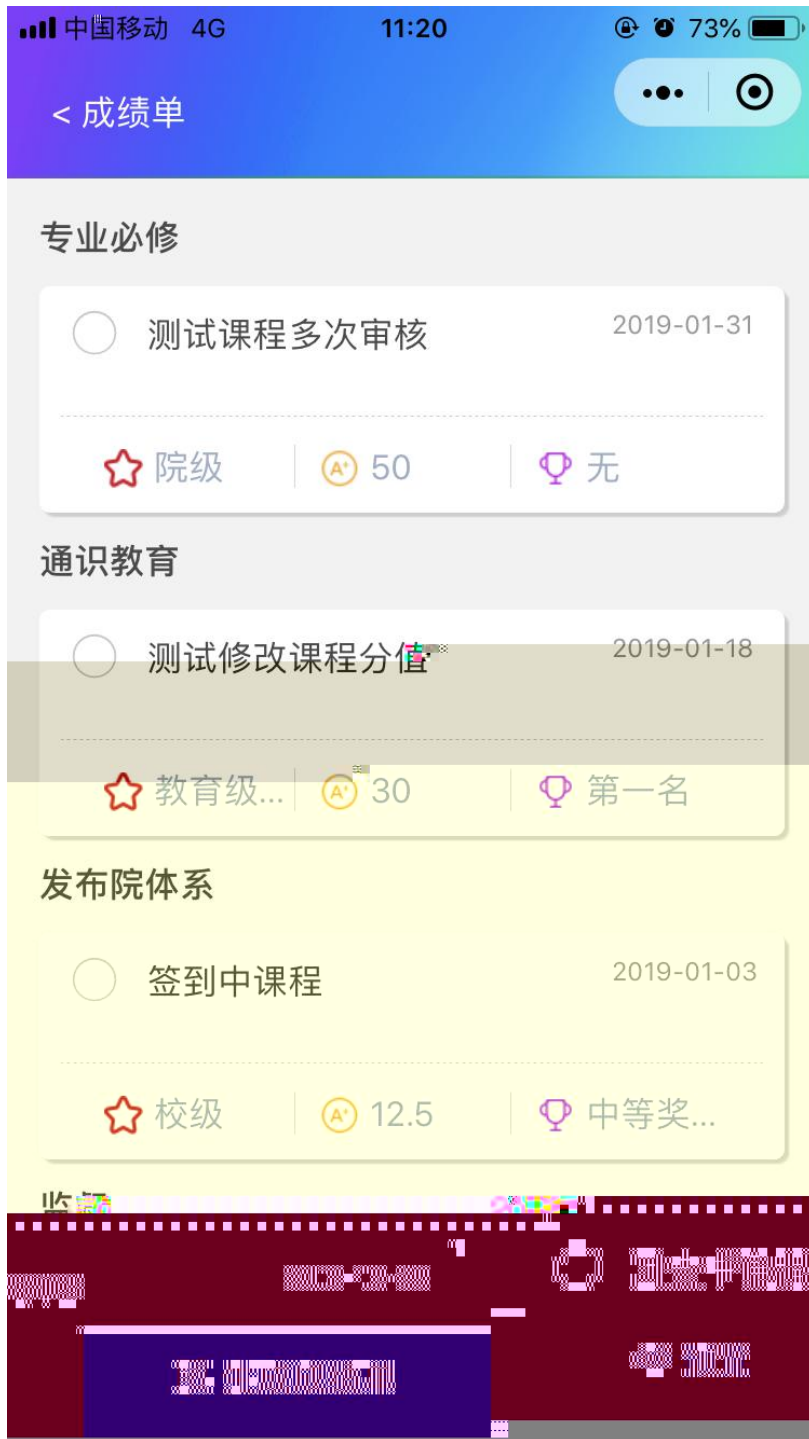 中国移动 4G 11:20 73%
< 成绩单
专业必修
测试课程多次审核 2019-01-31
院级 A+ 50 无
通识教育
测试修改课程分值 2019-01-18
教育级... A+ 30 第一名
发布院体系
签到中课程 2019-01-03
校级 A+ 12.5 中等奖...